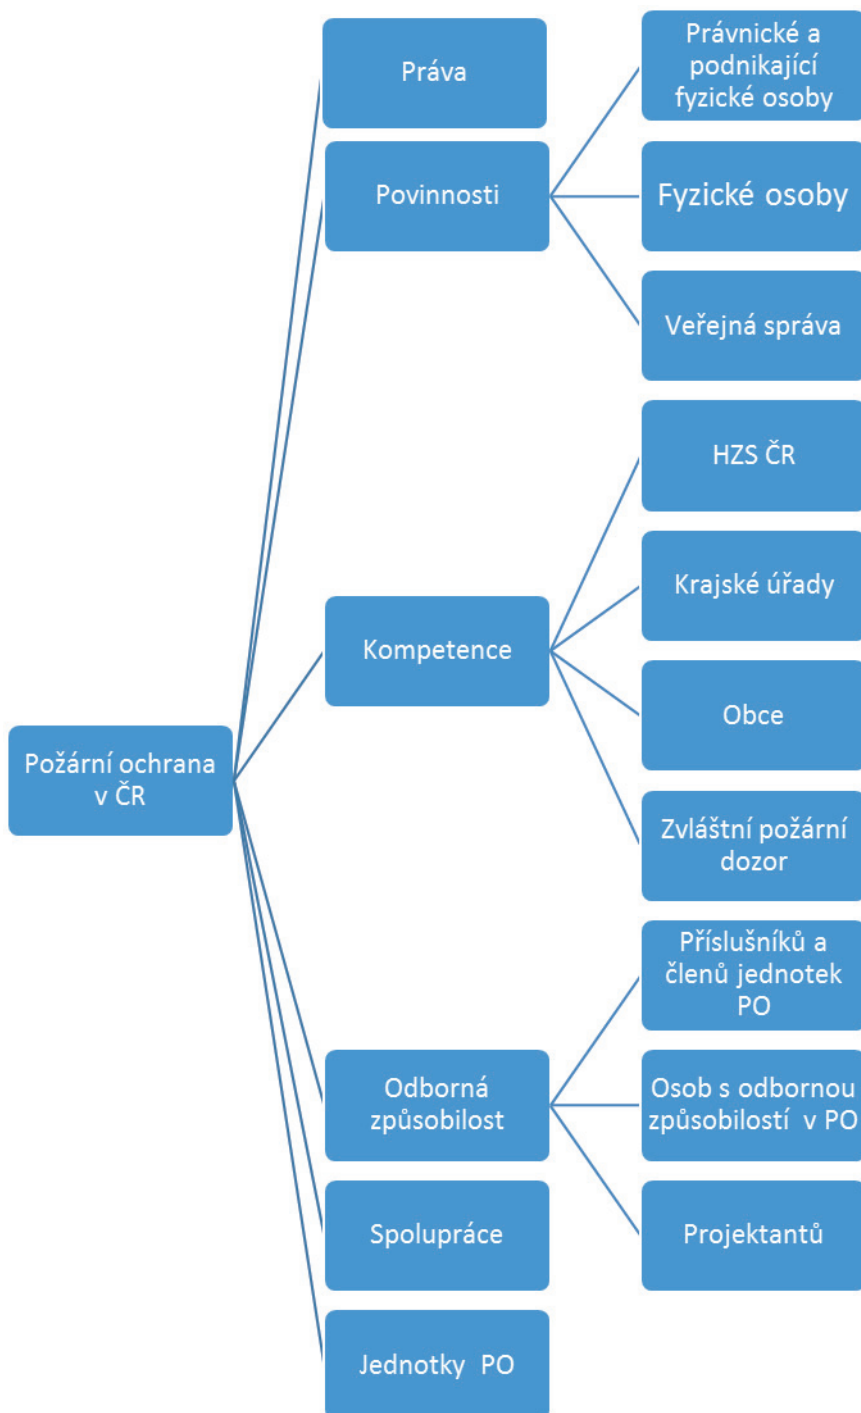 Požární ochrana
v ČR
Práva
Povinnosti
Právnické a
podnikající
fyzické osoby
Fyzické osoby
Veřejná správa
Kompetence
HZS ČR
Krajské úřady
Obce
Zvláštní požární
dozor
Odborná
způsobilost
Příslušníků a
členů jednotek
PO
Osob s odbornou
způsobilostí v PO
Projektantů
Spolupráce
Jednotky PO